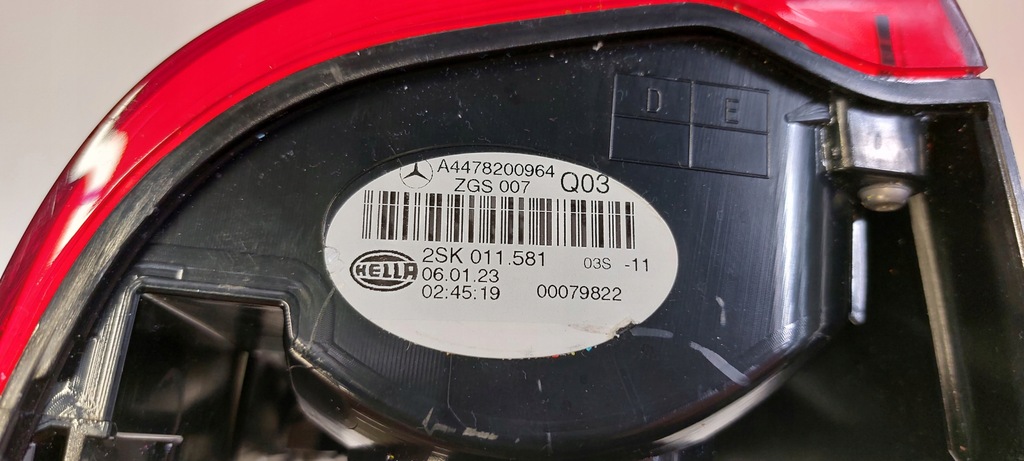 D E
A4478200964
ZGS 007 Q03
2SK 011.581 03S -11
HELLA
06.01.23
02:45:19 00079822